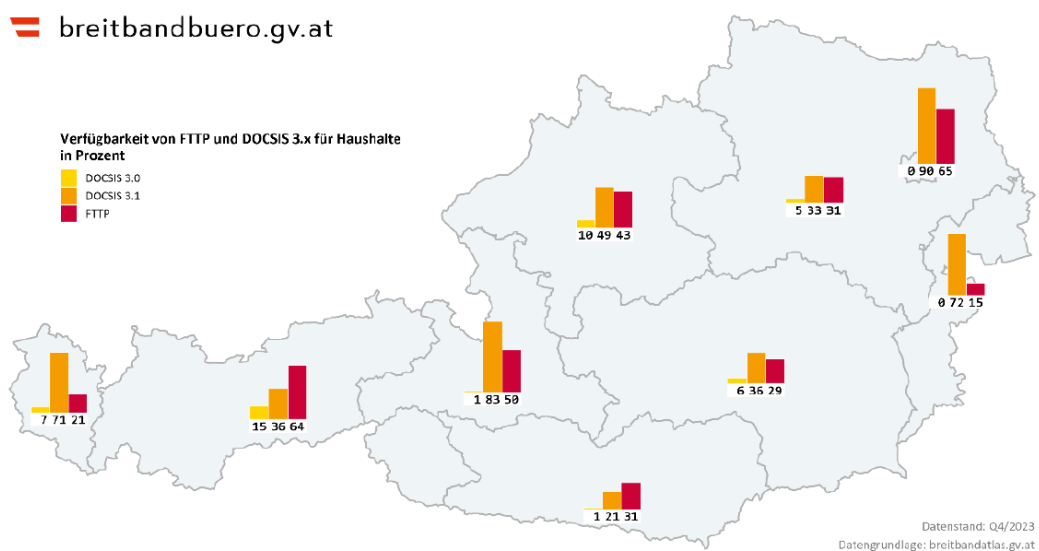 breitbandbuero.gv.at
Verfügbarkeit von FTTP und DOCSIS 3.x für Haushalte
in Prozent
DOCSIS 3.0
DOCSIS 3.1
FTTP
0 90 65
5 33 31
10 49 43
0 72 15
1 83 50
6 36 29
7 71 21
15 36 64
1 21 31
Datenstand: Q4/2023
Datengrundlage: breitbandatlas.gv.at